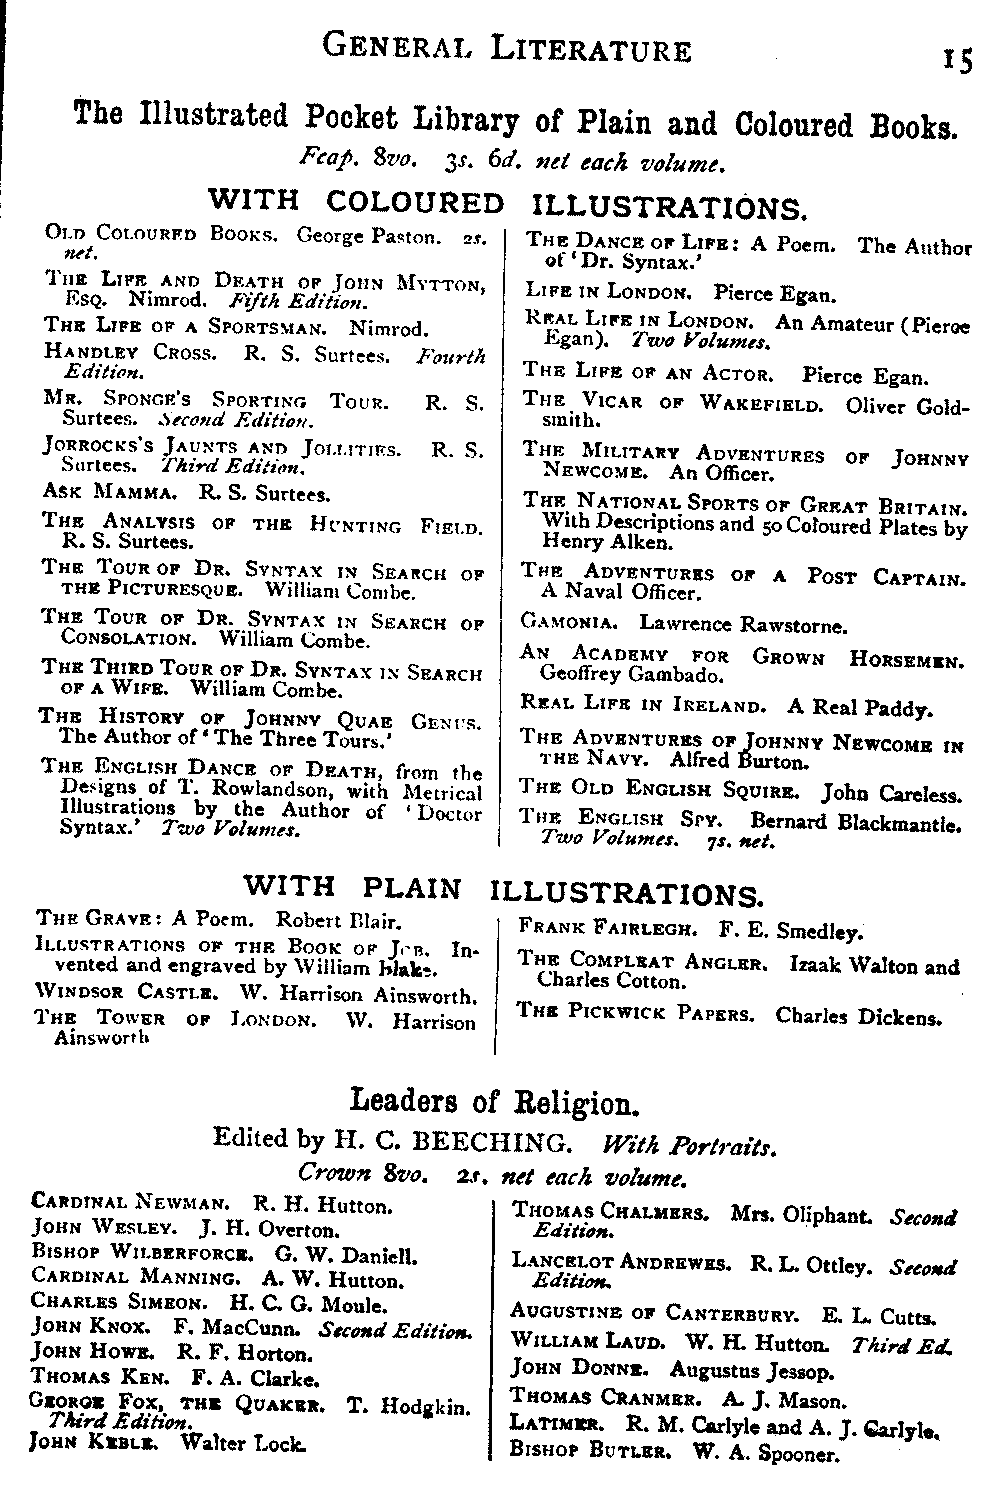 GENERAL LITERATURE 15
The Illustrated Pocket Library of Plain and Coloured Books.
Fcap. 8vo. 3s. 6d. net each volume.
WITH COLOURED ILLUSTRATIONS.
OLD COLOURED BOOKS. George Paston. 2s.
net.
THE LIFE AND DEATH OF JOHN MYTTON,
ESQ. Nimrod. Fifth Edition.
THE LIFE OF A SPORTSMAN. Nimrod.
HANDLEY CROSS. R. S. Surtees. Fourth
Edition.
MR. SPONGE'S SPORTING TOUR. R. S.
Surtees. Second Edition.
JORROCKS'S JAUNTS AND JOLLITIES. R. S.
Surtees. Third Edition.
ASK MAMMA. R. S. Surtees.
THE ANALYSIS OF THE HUNTING FIELD.
R. S. Surtees.
THE TOUR OF DR. SYNTAX IN SEARCH OF
THE PICTURESQUE. William Combe.
THE TOUR OF DR. SYNTAX IN SEARCH OF
CONSOLATION. William Combe.
THE THIRD TOUR OF DR. SYNTAX IN SEARCH
OF A WIFE. William Combe.
THE HISTORY OF JOHNNY QUAE GENUS.
The Author of 'The Three Tours.'
THE ENGLISH DANCE OF DEATH, from the
Designs of T. Rowlandson, with Metrical
Illustrations by the Author of 'Doctor
Syntax.' Two Volumes.
THE DANCE OF LIFE: A Poem. The Author
of 'Dr. Syntax.'
LIFE IN LONDON. Pierce Egan.
REAL LIFE IN LONDON. An Amateur (Pierce
Egan). Two Volumes.
THE LIFE OF AN ACTOR. Pierce Egan.
THE VICAR OF WAKEFIELD. Oliver Gold-
smith.
THE MILITARY ADVENTURES OF JOHNNY
NEWCOME. An Officer.
THE NATIONAL SPORTS OF GREAT BRITAIN.
With Descriptions and 50 Coloured Plates by
Henry Alken.
THE ADVENTURES OF A POST CAPTAIN.
A Naval Officer.
GAMONIA. Lawrence Rawstorne.
AN ACADEMY FOR GROWN HORSEMEN.
Geoffrey Gambado.
REAL LIFE IN IRELAND. A Real Paddy.
THE ADVENTURES OF JOHNNY NEWCOME IN
THE NAVY. Alfred Burton.
THE OLD ENGLISH SQUIRE. John Careless.
THE ENGLISH SPY. Bernard Blackmantle.
Two Volumes. 7s. net.
WITH PLAIN ILLUSTRATIONS.
THE GRAVE: A Poem. Robert Blair.
ILLUSTRATIONS OF THE BOOK OF JOB. In-
vented and engraved by William Blake.
WINDSOR CASTLE. W. Harrison Ainsworth.
THE TOWER OF LONDON. W. Harrison
Ainsworth
FRANK FAIRLEGH. F. E. Smedley.
THE COMPLEAT ANGLER. Izaak Walton and
Charles Cotton.
THE PICKWICK PAPERS. Charles Dickens.
Leaders of Religion.
Edited by H. C. BEECHING. With Portraits.
Crown 8vo. 2s. net each volume.
CARDINAL NEWMAN. R. H. Hutton.
JOHN WESLEY. J. H. Overton.
BISHOP WILBERFORCE. G. W. Daniell.
CARDINAL MANNING. A. W. Hutton.
CHARLES SIMEON. H. C. G. Moule.
JOHN KNOX. F. MacCunn. Second Edition.
JOHN HOWE. R. F. Horton.
THOMAS KEN. F. A. Clarke.
GEORGE FOX, THE QUAKER. T. Hodgkin.
Third Edition.
JOHN KEBLE. Walter Lock.
THOMAS CHALMERS. Mrs. Oliphant. Second
Edition.
LANCELOT ANDREWES. R. L. Ottley. Second
Edition.
AUGUSTINE OF CANTERBURY. E. L. Cutts.
WILLIAM LAUD. W. H. Hutton. Third Ed.
JOHN DONNE. Augustus Jessop.
THOMAS CRANMER. A. J. Mason.
LATIMER. R. M. Carlyle and A. J. Carlyle.
BISHOP BUTLER. W. A. Spooner.